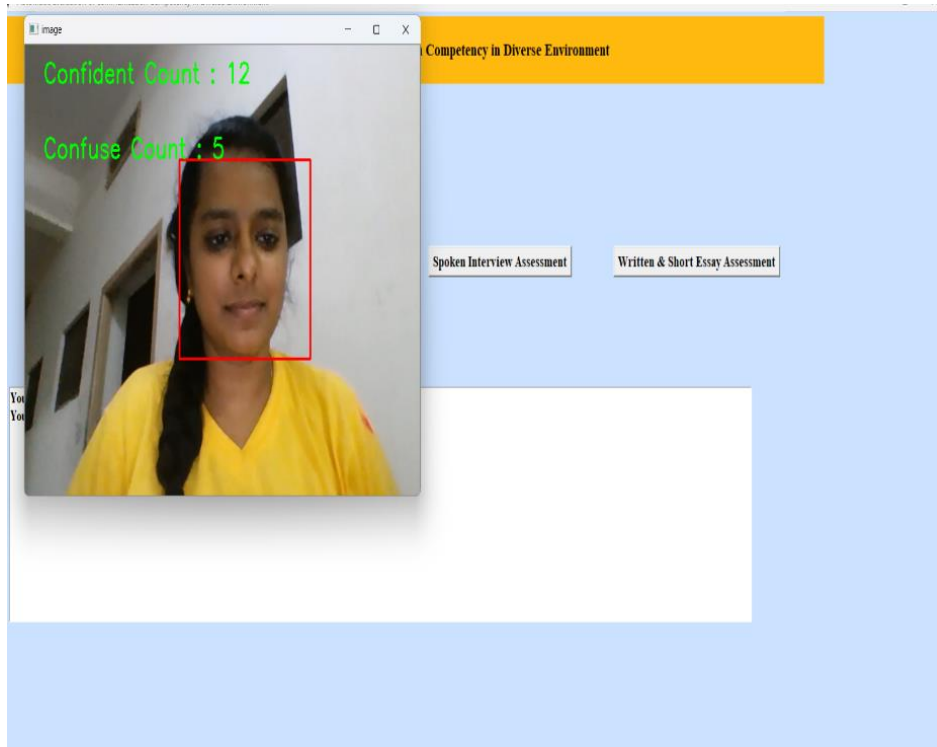 image
Competency in Diverse Environment
Confident Count : 12
Confuse Count : 5
Spoken Interview Assessment
Written & Short Essay Assessment